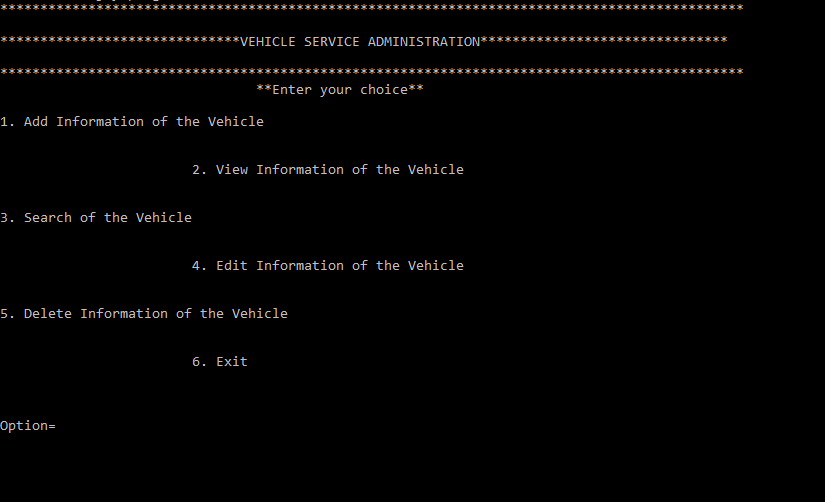 *********************************************************************************************
******************************VEHICLE SERVICE ADMINISTRATION*******************************
*********************************************************************************************
**Enter your choice**
1. Add Information of the Vehicle
2. View Information of the Vehicle
3. Search of the Vehicle
4. Edit Information of the Vehicle
5. Delete Information of the Vehicle
6. Exit
Option=